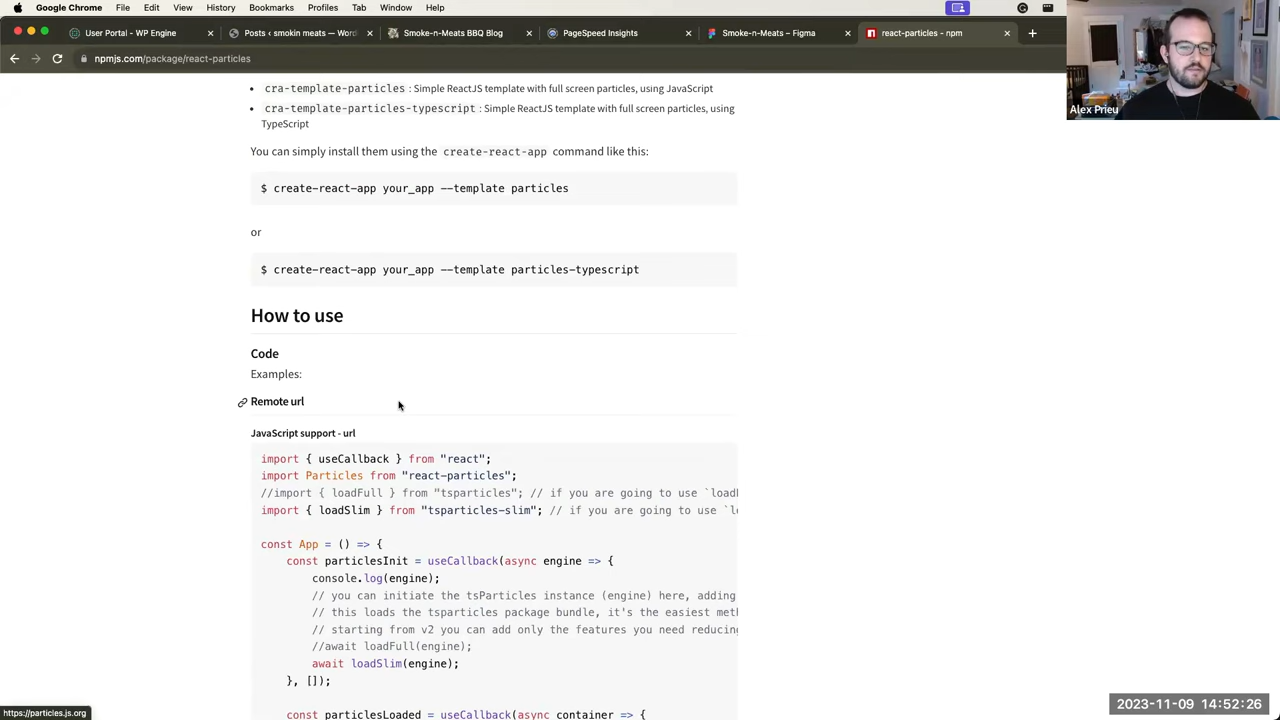 Google Chrome File Edit View History Bookmarks Profiles Tab Window Help
User Portal - WP Engine
Posts ‹ smokin meats — Word
Smoke-n-Meats BBQ Blog
PageSpeed Insights
Smoke-n-Meats – Figma
react-particles - npm
npmjs.com/package/react-particles
Alex Prieu
• cra-template-particles : Simple ReactJS template with full screen particles, using JavaScript
• cra-template-particles-typescript : Simple ReactJS template with full screen particles, using
TypeScript
You can simply install them using the create-react-app command like this:
$ create-react-app your_app --template particles
or
$ create-react-app your_app --template particles-typescript
How to use
Code
Examples:
Remote url
JavaScript support - url
import { useCallback } from "react";
import Particles from "react-particles";
//import { loadFull } from "tsparticles"; // if you are going to use `loadF
import { loadSlim } from "tsparticles-slim"; // if you are going to use `lo
const App = () => {
const particlesInit = useCallback(async engine => {
console.log(engine);
// you can initiate the tsParticles instance (engine) here, adding
// this loads the tsparticles package bundle, it's the easiest meth
// starting from v2 you can add only the features you need reducing
//await loadFull(engine);
await loadSlim(engine);
}, []);
const particlesLoaded = useCallback(async container => {
https://particles.js.org
2023-11-09 14:52:26